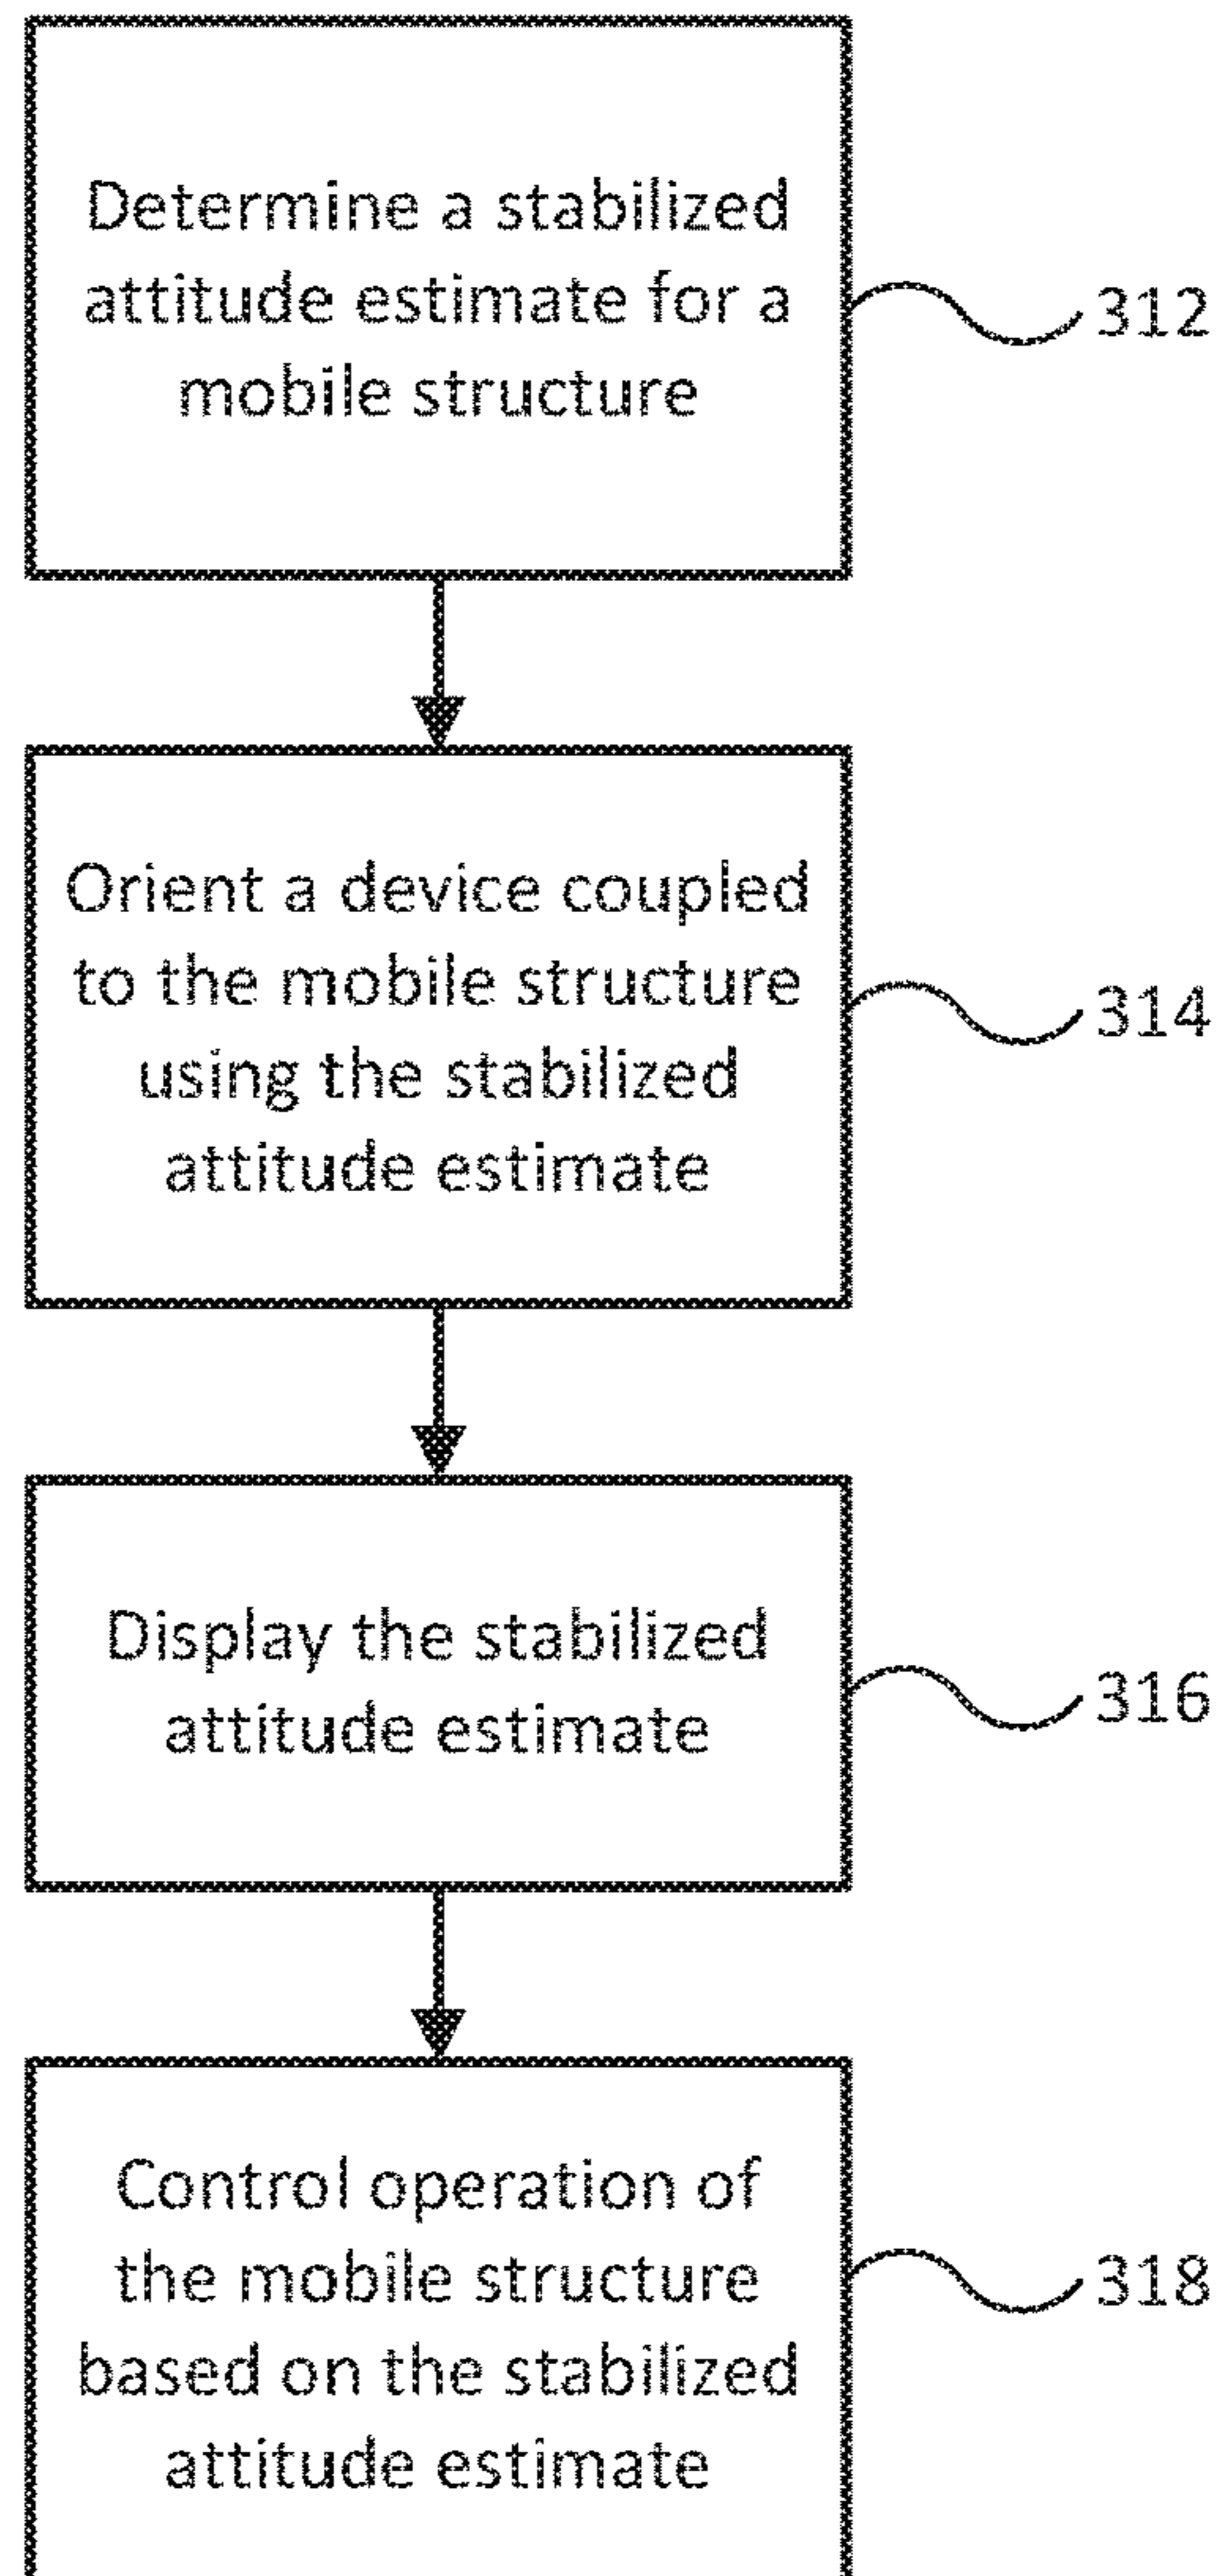 Determine a stabilized
attitude estimate for a
mobile structure
312
Orient a device coupled
to the mobile structure
using the stabilized
attitude estimate
314
Display the stabilized
attitude estimate
316
Control operation of
the mobile structure
based on the stabilized
attitude estimate
318